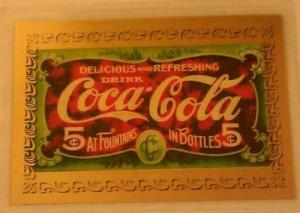 DELICIOUS AND REFRESHING
DRINK
Coca-Cola
5¢ AT FOUNTAINS IN BOTTLES 5¢